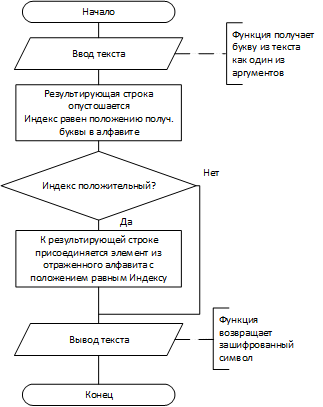 Начало
Ввод текста
Функция получает
букву из текста
как один из
аргументов
Результирующая строка
опустошается
Индекс равен положению получ.
буквы в алфавите
Индекс положительный?
Нет
Да
К результирующей строке
присоединяется элемент из
отраженного алфавита с
положением равным Индексу
Вывод текста
Функция
возвращает
зашифрованный
символ
Конец